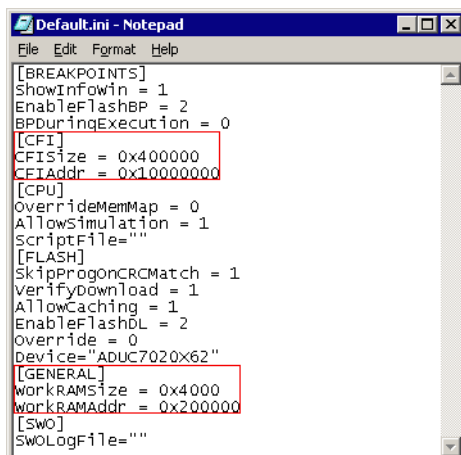 Default.ini - Notepad
File Edit Format Help
[BREAKPOINTS]
ShowInfoWin = 1
EnableFlashBP = 2
BPDuringExecution = 0
[CFI]
CFISize = 0x400000
CFIAddr = 0x10000000
[CPU]
OverrideMemMap = 0
AllowSimulation = 1
ScriptFile=""
[FLASH]
SkipProgOnCRCMatch = 1
VerifyDownload = 1
AllowCaching = 1
EnableFlashDL = 2
Override = 0
Device="ADUC7020X62"
[GENERAL]
WorkRAMSize = 0x4000
WorkRAMAddr = 0x200000
[SWO]
SWOLogFile=""